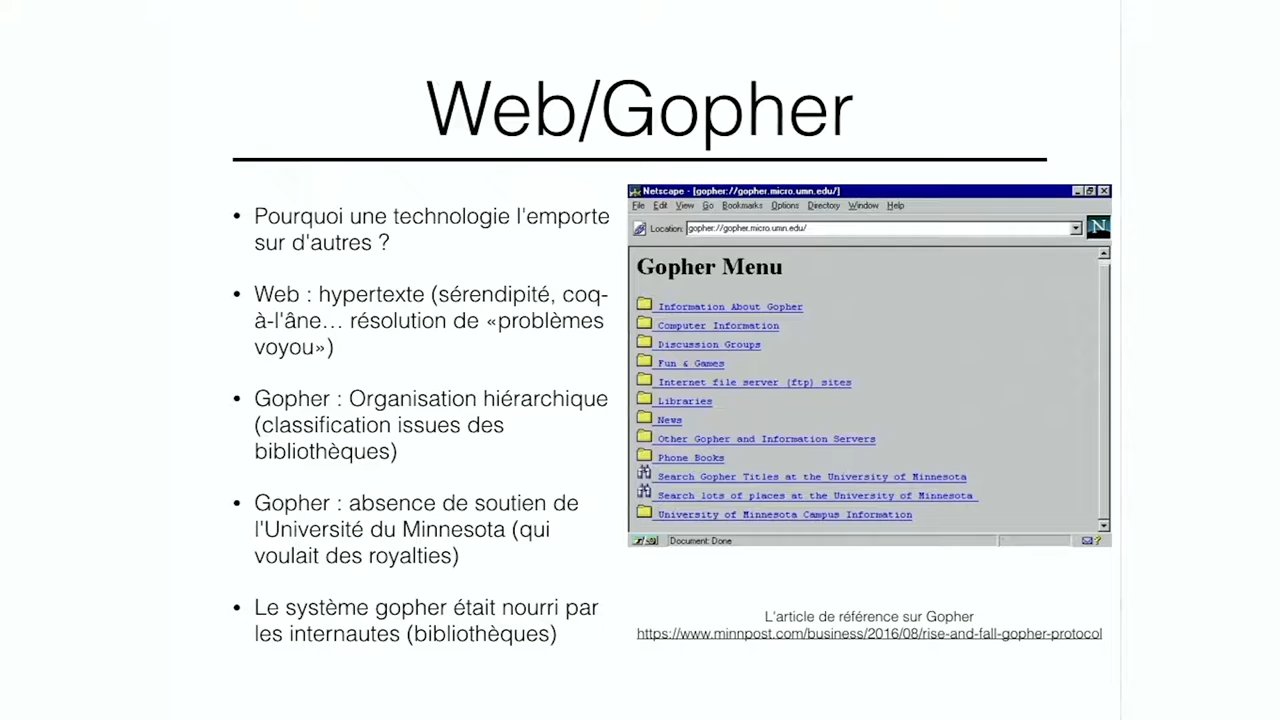 Web/Gopher
• Pourquoi une technologie l'emporte
sur d'autres ?
• Web : hypertexte (sérendipité, coq-
à-l'âne... résolution de «problèmes
voyou»)
• Gopher : Organisation hiérarchique
(classification issues des
bibliothèques)
• Gopher : absence de soutien de
l'Université du Minnesota (qui
voulait des royalties)
• Le système gopher était nourri par
les internautes (bibliothèques)
Netscape - [gopher://gopher.micro.umn.edu/]
File Edit View Go Bookmarks Options Directory Window Help
Location: gopher://gopher.micro.umn.edu/
N
Gopher Menu
Information About Gopher
Computer Information
Discussion Groups
Fun & Games
Internet file server (ftp) sites
Libraries
News
Other Gopher and Information Servers
Phone Books
Search Gopher Titles at the University of Minnesota
Search lots of places at the University of Minnesota
University of Minnesota Campus Information
Document: Done
L'article de référence sur Gopher
https://www.minnpost.com/business/2016/08/rise-and-fall-gopher-protocol